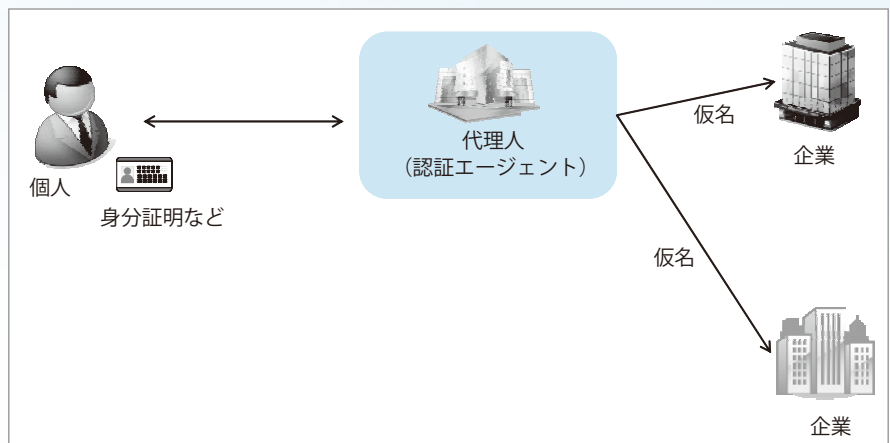 個人
身分証明など
代理人
(認証エージェント)
仮名
企業
仮名
企業